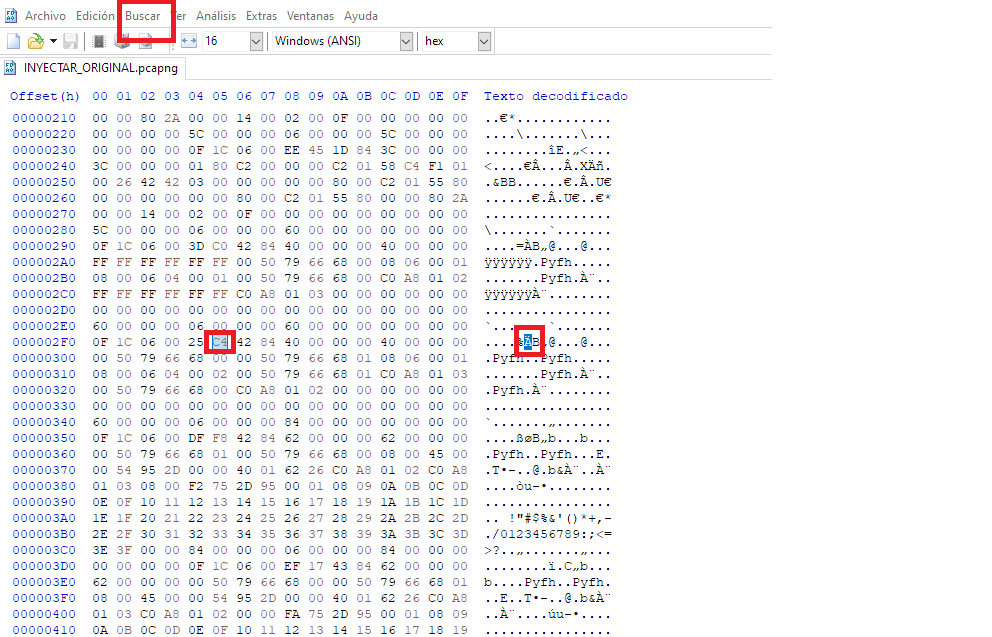 Archivo Edición Buscar Ver Análisis Extras Ventanas Ayuda
16 Windows (ANSI) hex
INYECTAR_ORIGINAL.pcapng
Offset(h) 00 01 02 03 04 05 06 07 08 09 0A 0B 0C 0D 0E 0F Texto decodificado
00000210 00 00 80 2A 00 00 14 00 02 00 0F 00 00 00 00 00 ..€*............
00000220 00 00 00 00 5C 00 00 00 06 00 00 00 5C 00 00 00 ....\.......\...
00000230 00 00 00 00 0F 1C 06 00 EE 45 1D 84 3C 00 00 00 ........îE.„<...
00000240 3C 00 00 00 01 80 C2 00 00 00 C2 01 58 C4 F1 01 <....€Â...Â.XÄñ.
00000250 00 26 42 42 03 00 00 00 00 00 80 00 C2 01 55 80 .&BB......€.Â.U€
00000260 00 00 00 00 00 00 80 00 C2 01 55 80 00 00 80 2A ......€.Â.U€..€*
00000270 00 00 14 00 02 00 0F 00 00 00 00 00 00 00 00 00 ................
00000280 5C 00 00 00 06 00 00 00 60 00 00 00 00 00 00 00 \.......`.......
00000290 0F 1C 06 00 3D C0 42 84 40 00 00 00 40 00 00 00 ....=ÀB„@...@...
000002A0 FF FF FF FF FF FF 00 50 79 66 68 00 08 06 00 01 ÿÿÿÿÿÿ.Pyfh.....
000002B0 08 00 06 04 00 01 00 50 79 66 68 00 C0 A8 01 02 .......Pyfh.À¨..
000002C0 FF FF FF FF FF FF C0 A8 01 03 00 00 00 00 00 00 ÿÿÿÿÿÿÀ¨........
000002D0 00 00 00 00 00 00 00 00 00 00 00 00 00 00 00 00 ................
000002E0 60 00 00 00 06 00 00 00 60 00 00 00 00 00 00 00 `.......`.......
000002F0 0F 1C 06 00 25 C4 42 84 40 00 00 00 40 00 00 00 ....%ÄB„@...@...
00000300 00 50 79 66 68 00 00 50 79 66 68 01 08 06 00 01 .Pyfh..Pyfh.....
00000310 08 00 06 04 00 02 00 50 79 66 68 01 C0 A8 01 03 .......Pyfh.À¨..
00000320 00 50 79 66 68 00 C0 A8 01 02 00 00 00 00 00 00 .Pyfh.À¨........
00000330 00 00 00 00 00 00 00 00 00 00 00 00 00 00 00 00 ................
00000340 60 00 00 00 06 00 00 00 84 00 00 00 00 00 00 00 `.......„.......
00000350 0F 1C 06 00 DF F8 42 84 62 00 00 00 62 00 00 00 ....ßøB„b...b...
00000360 00 50 79 66 68 01 00 50 79 66 68 00 08 00 45 00 .Pyfh..Pyfh...E.
00000370 00 54 95 2D 00 00 40 01 62 26 C0 A8 01 02 C0 A8 .T•-..@.b&À¨..À¨
00000380 01 03 08 00 F2 75 2D 95 00 01 08 09 0A 0B 0C 0D ....òu-•........
00000390 0E 0F 10 11 12 13 14 15 16 17 18 19 1A 1B 1C 1D ................
000003A0 1E 1F 20 21 22 23 24 25 26 27 28 29 2A 2B 2C 2D .. !"#$%&'()*+,-
000003B0 2E 2F 30 31 32 33 34 35 36 37 38 39 3A 3B 3C 3D ./0123456789:;<=
000003C0 3E 3F 00 00 84 00 00 00 06 00 00 00 84 00 00 00 >?..„.......„...
000003D0 00 00 00 00 0F 1C 06 00 EF 17 43 84 62 00 00 00 ........ï.C„b...
000003E0 62 00 00 00 00 50 79 66 68 00 00 50 79 66 68 01 b....Pyfh..Pyfh.
000003F0 08 00 45 00 00 54 95 2D 00 00 40 01 62 26 C0 A8 ..E..T•-..@.b&À¨
00000400 01 03 C0 A8 01 02 00 00 FA 75 2D 95 00 01 08 09 ..À¨....úu-•....
00000410 0A 0B 0C 0D 0E 0F 10 11 12 13 14 15 16 17 18 19 ................